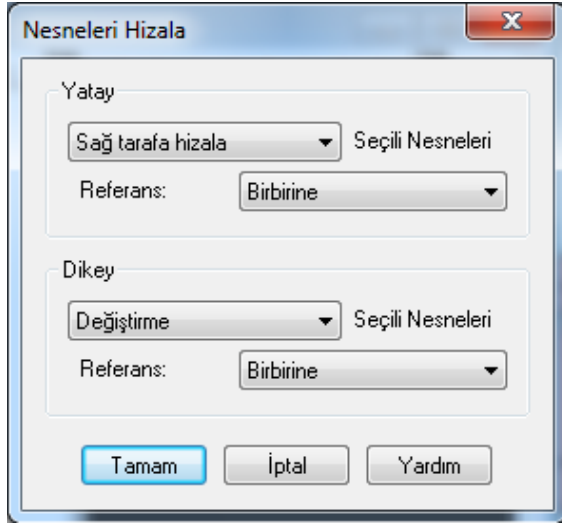 Nesneleri Hizala
Yatay
Sağ tarafa hizala Seçili Nesneleri
Referans: Birbirine
Dikey
Değiştirme Seçili Nesneleri
Referans: Birbirine
Tamam İptal Yardım